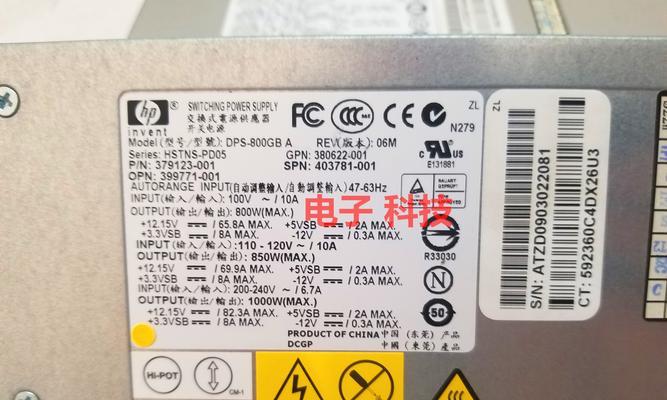 hp
invent
SWITCHING POWER SUPPLY
交換式電源供應器
开关电源
FC CCC CE N
N279
Model(型号/型號): DPS-800GB A REV(版本): 06M
Series: HSTNS-PD05 GPN: 380622-001
P/N: 379123-001 SPN: 403781-001
OPN: 399771-001
E131881
AUTORANGE INPUT(自动调整输入/自動調整輸入) 47-63Hz
INPUT(输入/輸入): 100V ~ / 10A
OUTPUT(输出/輸出): 800W(MAX.)
+12.15V / 65.8A MAX. +5VSB / 2A MAX.
+3.3VSB / 8A MAX. -12V / 0.3A MAX.
INPUT(输入/輸入): 110 - 120V ~ / 10A
OUTPUT(输出/輸出): 850W(MAX.)
+12.15V / 69.9A MAX. +5VSB / 2A MAX.
+3.3VSB / 8A MAX. -12V / 0.3A MAX.
INPUT(输入/輸入): 200-240V ~ / 6.7A
OUTPUT(输出/輸出): 1000W(MAX.)
+12.15V / 82.3A MAX. +5VSB / 2A MAX.
+3.3VSB / 8A MAX. -12V / 0.3A MAX.
PRODUCT OF CHINA 中国 (东莞) 产品
DCGP 中國 (東莞) 產品
R33030
N
50
电子 科技
ZL
ZL
S/N: ATZD0903022081
CT: 592360C4DX26U3
HI-POT
CM-1